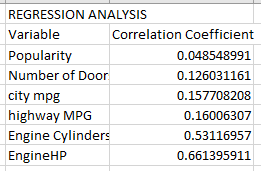 REGRESSION ANALYSIS
Variable Correlation Coefficient
Popularity 0.048548991
Number of Door 0.126031161
city mpg 0.157708208
highway MPG 0.16006307
Engine Cylinders 0.53116957
EngineHP 0.661395911